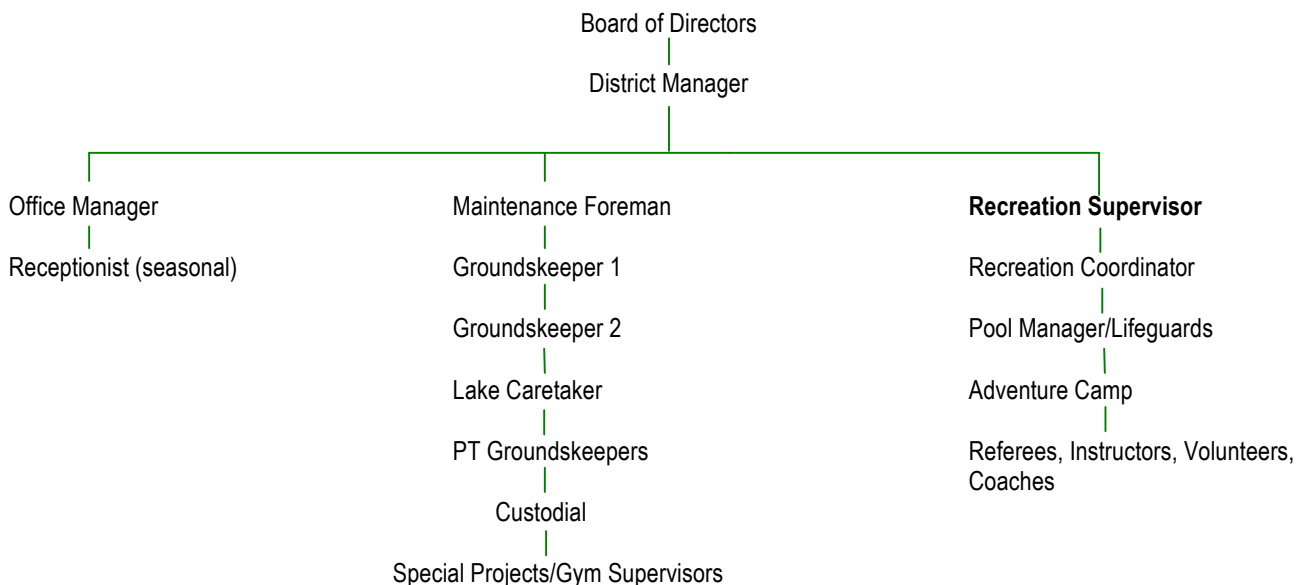 Board of Directors
District Manager
Office Manager
Receptionist (seasonal)
Maintenance Foreman
Groundskeeper 1
Groundskeeper 2
Lake Caretaker
PT Groundskeepers
Custodial
Special Projects/Gym Supervisors
Recreation Supervisor
Recreation Coordinator
Pool Manager/Lifeguards
Adventure Camp
Referees, Instructors, Volunteers,
Coaches